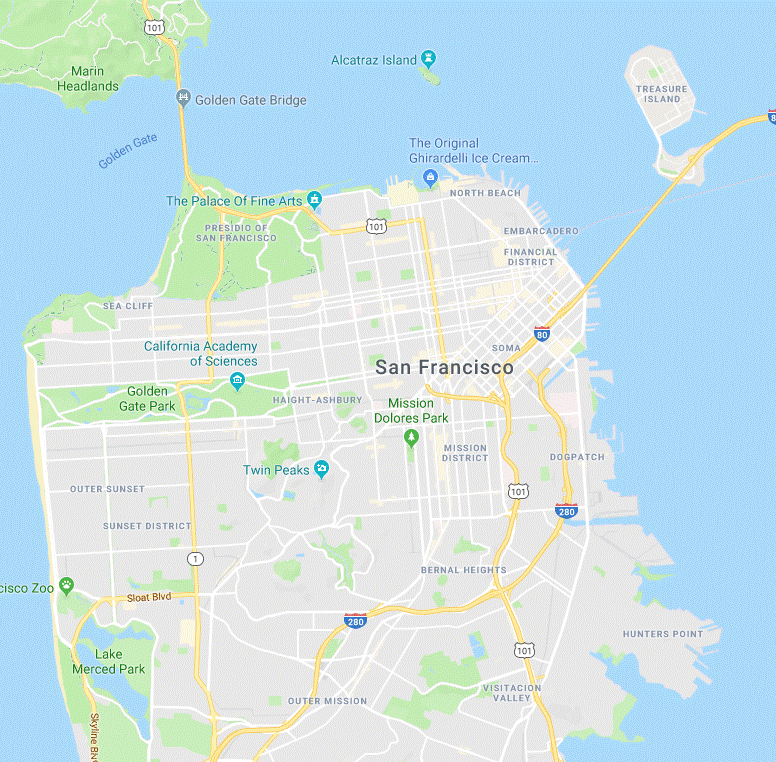 101
Marin
Headlands
Alcatraz Island
TREASURE
ISLAND
Golden Gate Bridge
8
Golden Gate
The Original
Ghirardelli Ice Cream...
The Palace Of Fine Arts
NORTH BEACH
PRESIDIO OF
SAN FRANCISCO
101
EMBARCADERO
FINANCIAL
DISTRICT
SEA CLIFF
80
California Academy
of Sciences
SOMA
San Francisco
Golden
Gate Park
HAIGHT-ASHBURY
Mission
Dolores Park
MISSION
DISTRICT
DOGPATCH
Twin Peaks
OUTER SUNSET
101
280
SUNSET DISTRICT
1
BERNAL HEIGHTS
cisco Zoo
Sloat Blvd
280
HUNTERS POINT
101
Lake
Merced Park
VISITACION
VALLEY
OUTER MISSION
Skyline Blv